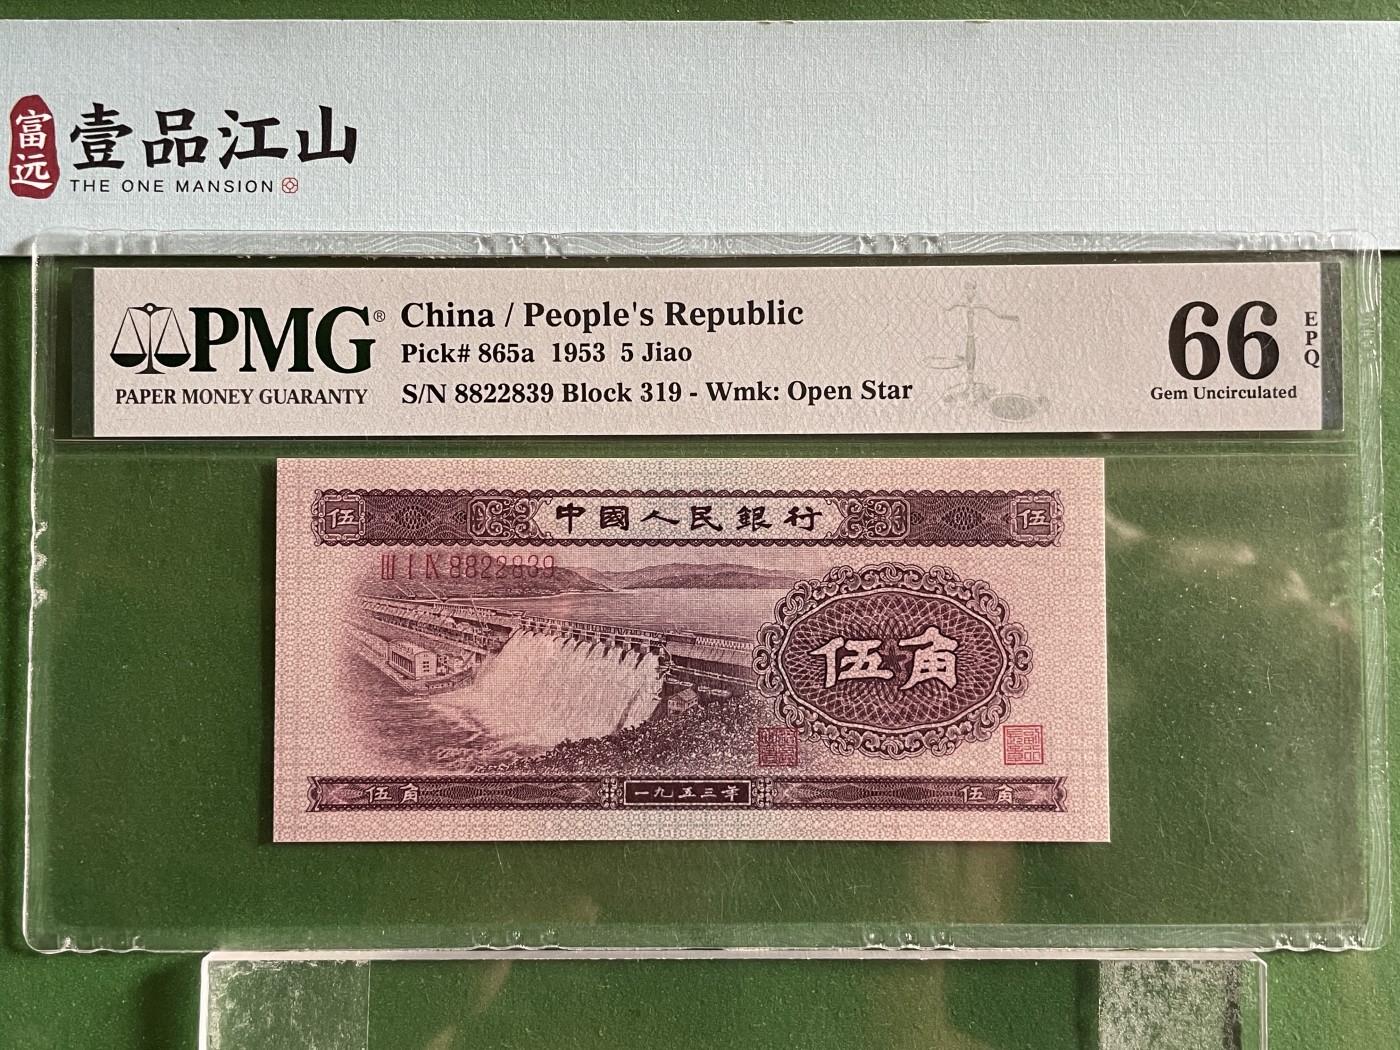 富远
壹品江山
THE ONE MANSION
PMG®
PAPER MONEY GUARANTY
China / People's Republic
Pick# 865a 1953 5 Jiao
S/N 8822839 Block 319 - Wmk: Open Star
66
EPQ
Gem Uncirculated
伍 中國人民銀行 伍
ⅢⅠⅨ 8822839
伍角
伍角 一九五三年 伍角